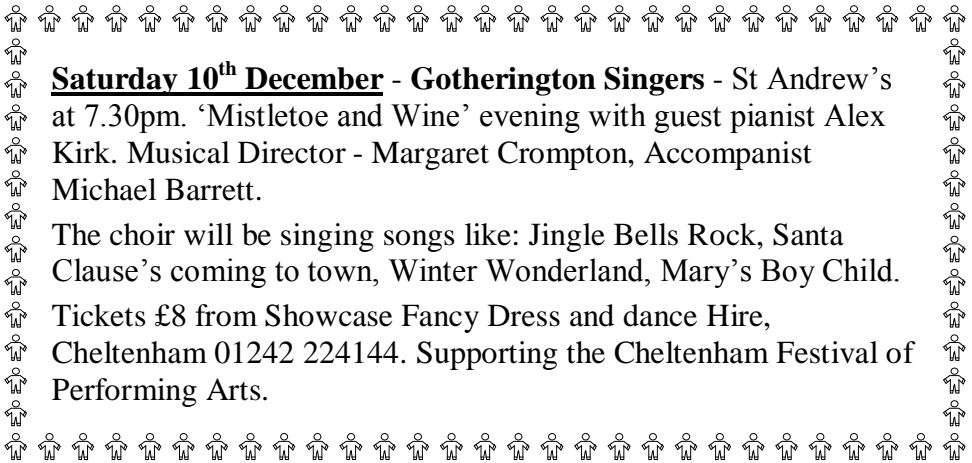 Saturday 10th December - Gotherington Singers - St Andrew’s
at 7.30pm. ‘Mistletoe and Wine’ evening with guest pianist Alex
Kirk. Musical Director - Margaret Crompton, Accompanist
Michael Barrett.
The choir will be singing songs like: Jingle Bells Rock, Santa
Clause’s coming to town, Winter Wonderland, Mary’s Boy Child.
Tickets £8 from Showcase Fancy Dress and dance Hire,
Cheltenham 01242 224144. Supporting the Cheltenham Festival of
Performing Arts.